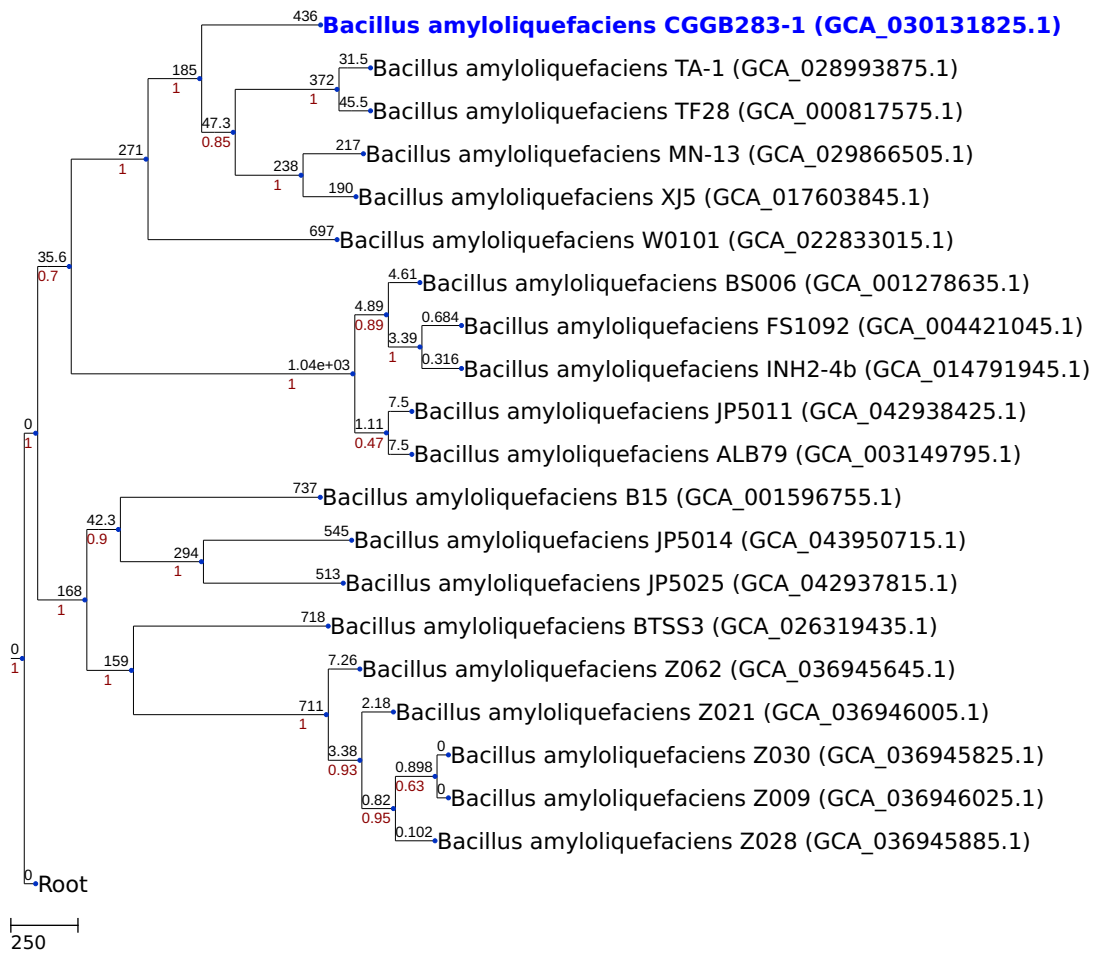 436
Bacillus amyloliquefaciens CGGB283-1 (GCA_030131825.1)
31.5
Bacillus amyloliquefaciens TA-1 (GCA_028993875.1)
185
1
372
1
45.5
Bacillus amyloliquefaciens TF28 (GCA_000817575.1)
47.3
0.85
217
Bacillus amyloliquefaciens MN-13 (GCA_029866505.1)
271
1
238
1
190
Bacillus amyloliquefaciens XJ5 (GCA_017603845.1)
697
Bacillus amyloliquefaciens W0101 (GCA_022833015.1)
35.6
0.7
4.61
Bacillus amyloliquefaciens BS006 (GCA_001278635.1)
4.89
0.89
0.684
Bacillus amyloliquefaciens FS1092 (GCA_004421045.1)
3.39
1
0.316
Bacillus amyloliquefaciens INH2-4b (GCA_014791945.1)
1.04e+03
1
7.5
Bacillus amyloliquefaciens JP5011 (GCA_042938425.1)
1.11
0.47
7.5
Bacillus amyloliquefaciens ALB79 (GCA_003149795.1)
0
1
737
Bacillus amyloliquefaciens B15 (GCA_001596755.1)
42.3
0.9
545
Bacillus amyloliquefaciens JP5014 (GCA_043950715.1)
294
1
513
Bacillus amyloliquefaciens JP5025 (GCA_042937815.1)
168
1
718
Bacillus amyloliquefaciens BTSS3 (GCA_026319435.1)
159
1
7.26
Bacillus amyloliquefaciens Z062 (GCA_036945645.1)
0
1
711
1
2.18
Bacillus amyloliquefaciens Z021 (GCA_036946005.1)
3.38
0.93
0
Bacillus amyloliquefaciens Z030 (GCA_036945825.1)
0.898
0.63
0
Bacillus amyloliquefaciens Z009 (GCA_036946025.1)
0.82
0.95
0.102
Bacillus amyloliquefaciens Z028 (GCA_036945885.1)
0
Root
250